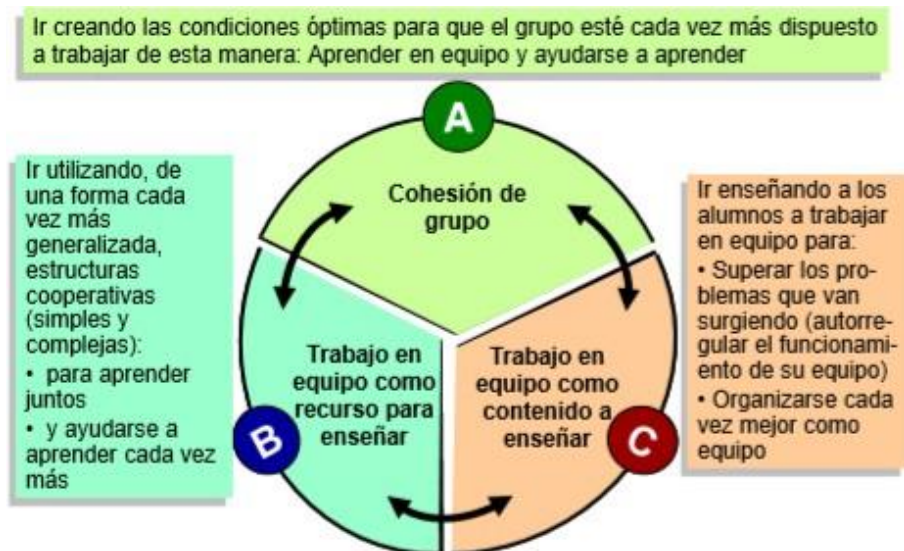 Ir creando las condiciones óptimas para que el grupo esté cada vez más dispuesto
a trabajar de esta manera: Aprender en equipo y ayudarse a aprender
A
Cohesión de
grupo
Ir utilizando, de
una forma cada
vez más
generalizada,
estructuras
cooperativas
(simples y
complejas):
• para aprender
juntos
• y ayudarse a
aprender cada vez
más
B
Trabajo en
equipo como
recurso para
enseñar
Trabajo en
equipo como
contenido a
enseñar
C
Ir enseñando a los
alumnos a trabajar
en equipo para:
• Superar los pro-
blemas que van
surgiendo (autorre-
gular el funcionami-
ento de su equipo)
• Organizarse cada
vez mejor como
equipo